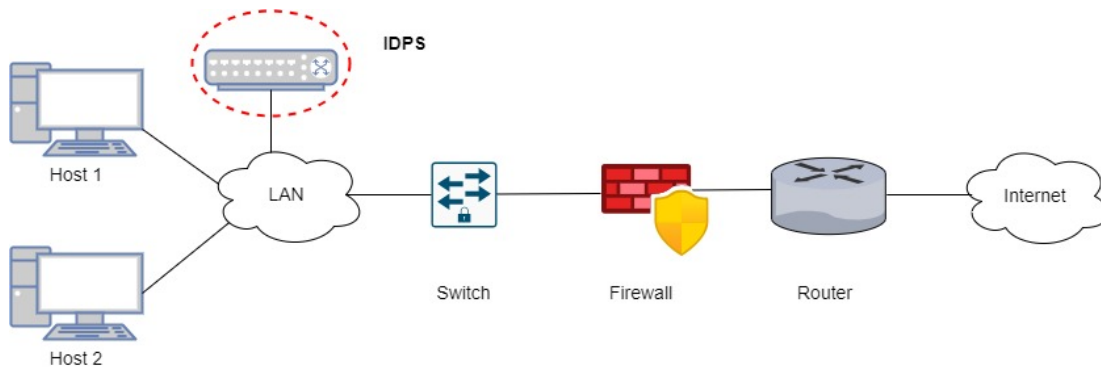 IDPS
Host 1
LAN
Internet
Switch
Firewall
Router
Host 2